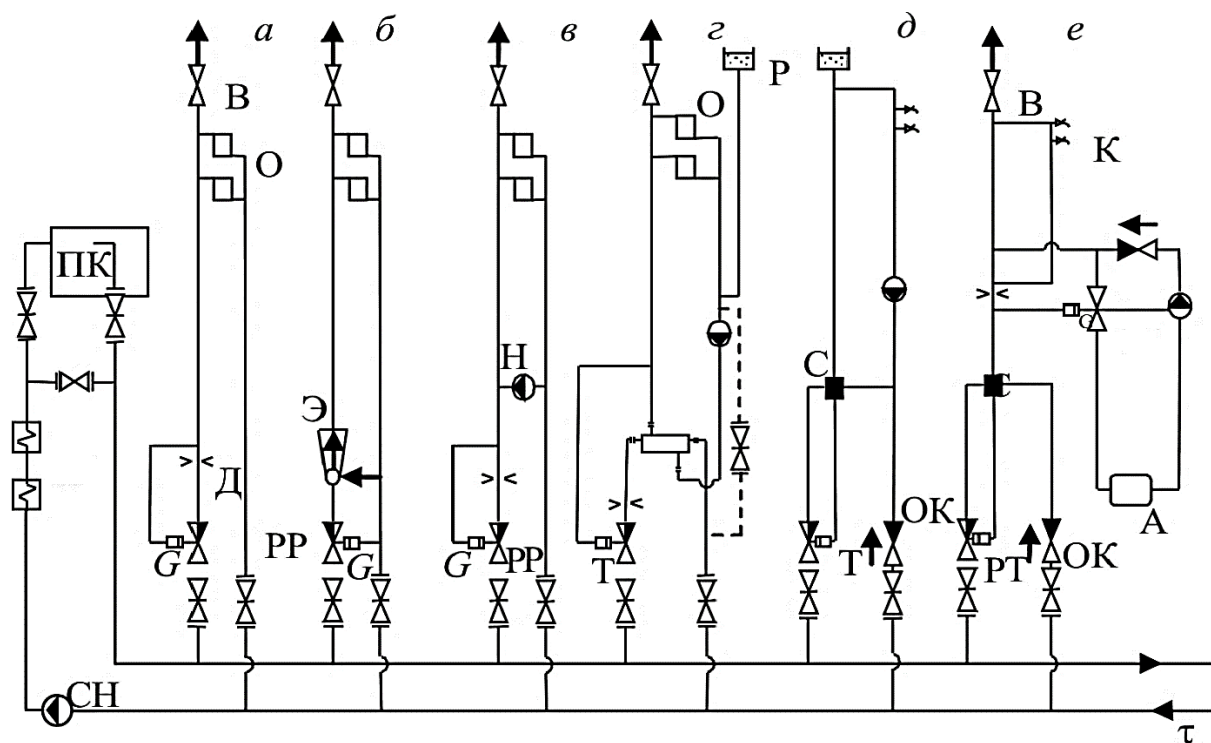 а б в г д е
Р
В О В
О К
ПК
Н
С С
Э
Д
G
А
ОК
G РР G G РР Т Т РТ ОК
СН
τ